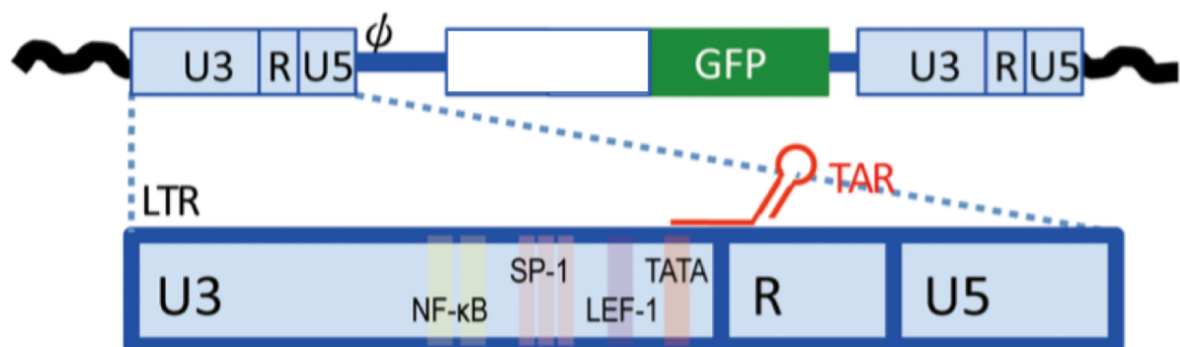 ϕ
U3 R U5 GFP U3 R U5
TAR
LTR
SP-1 TATA
U3 NF-κB LEF-1 R U5